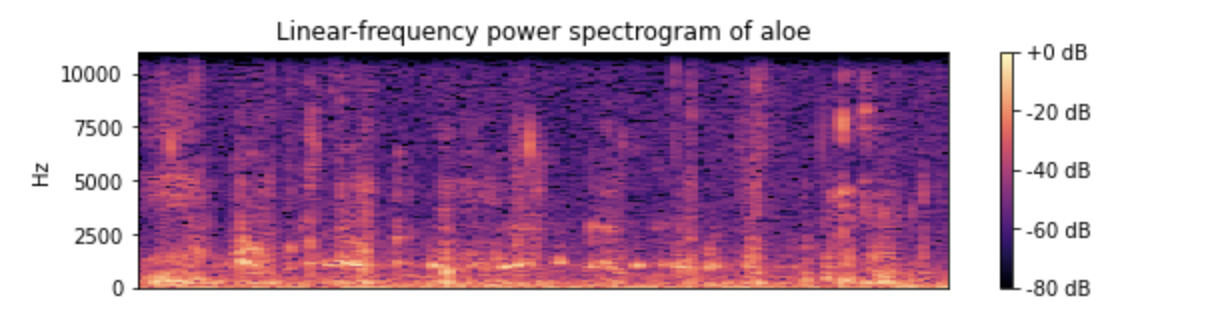 Linear-frequency power spectrogram of aloe
10000
7500
5000
2500
0
Hz
+0 dB
-20 dB
-40 dB
-60 dB
-80 dB